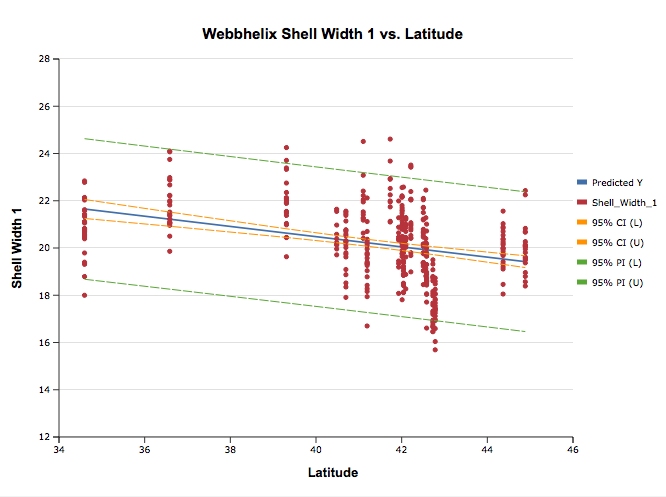 Webbhelix Shell Width 1 vs. Latitude
28
26
24
22
20
18
16
14
12
34
36
38
40
42
44
46
Shell Width 1
Latitude
Predicted Y
Shell_Width_1
95% CI (L)
95% CI (U)
95% PI (L)
95% PI (U)